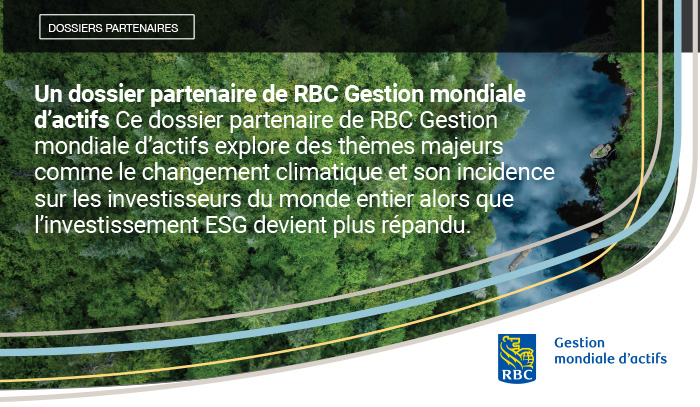 DOSSIERS PARTENAIRES
Un dossier partenaire de RBC Gestion mondiale
d’actifs Ce dossier partenaire de RBC Gestion
mondiale d’actifs explore des thèmes majeurs
comme le changement climatique et son incidence
sur les investisseurs du monde entier alors que
l’investissement ESG devient plus répandu.
RBC
Gestion
mondiale d’actifs